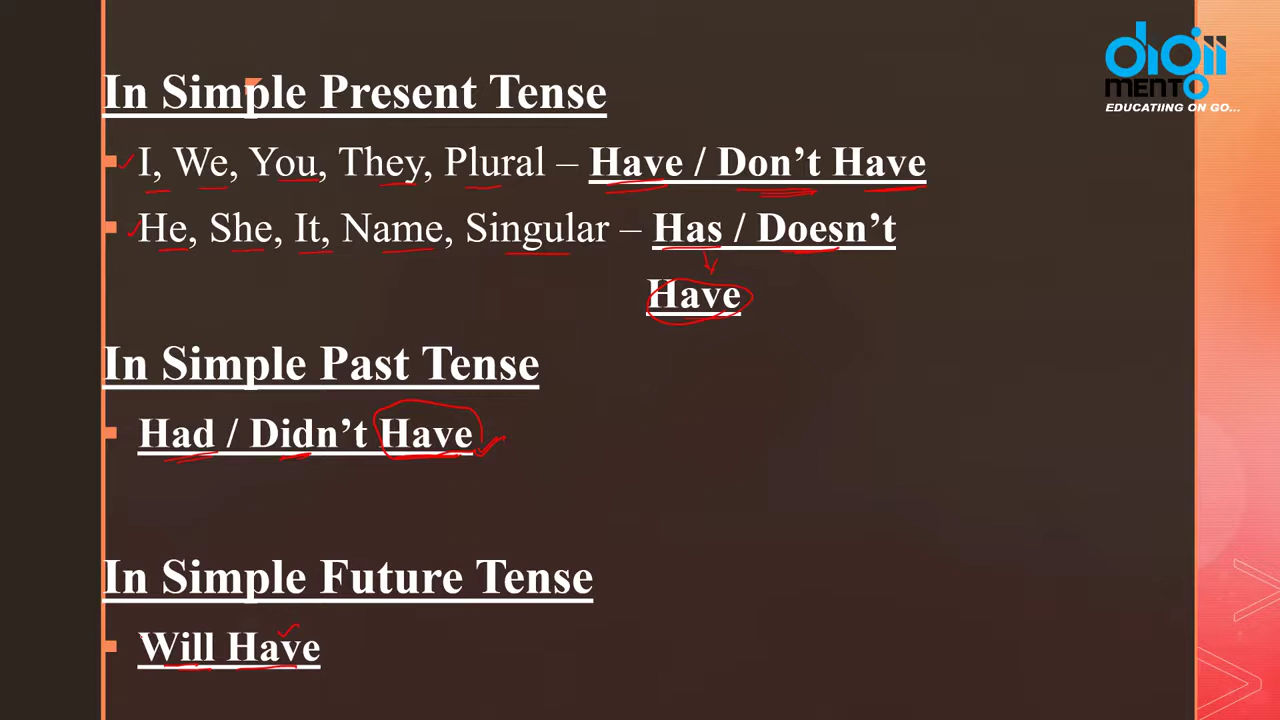 digii
MENTO
EDUCATIING ON GO...
In Simple Present Tense
I, We, You, They, Plural – Have / Don’t Have
He, She, It, Name, Singular – Has / Doesn’t
Have
In Simple Past Tense
Had / Didn’t Have
In Simple Future Tense
Will Have